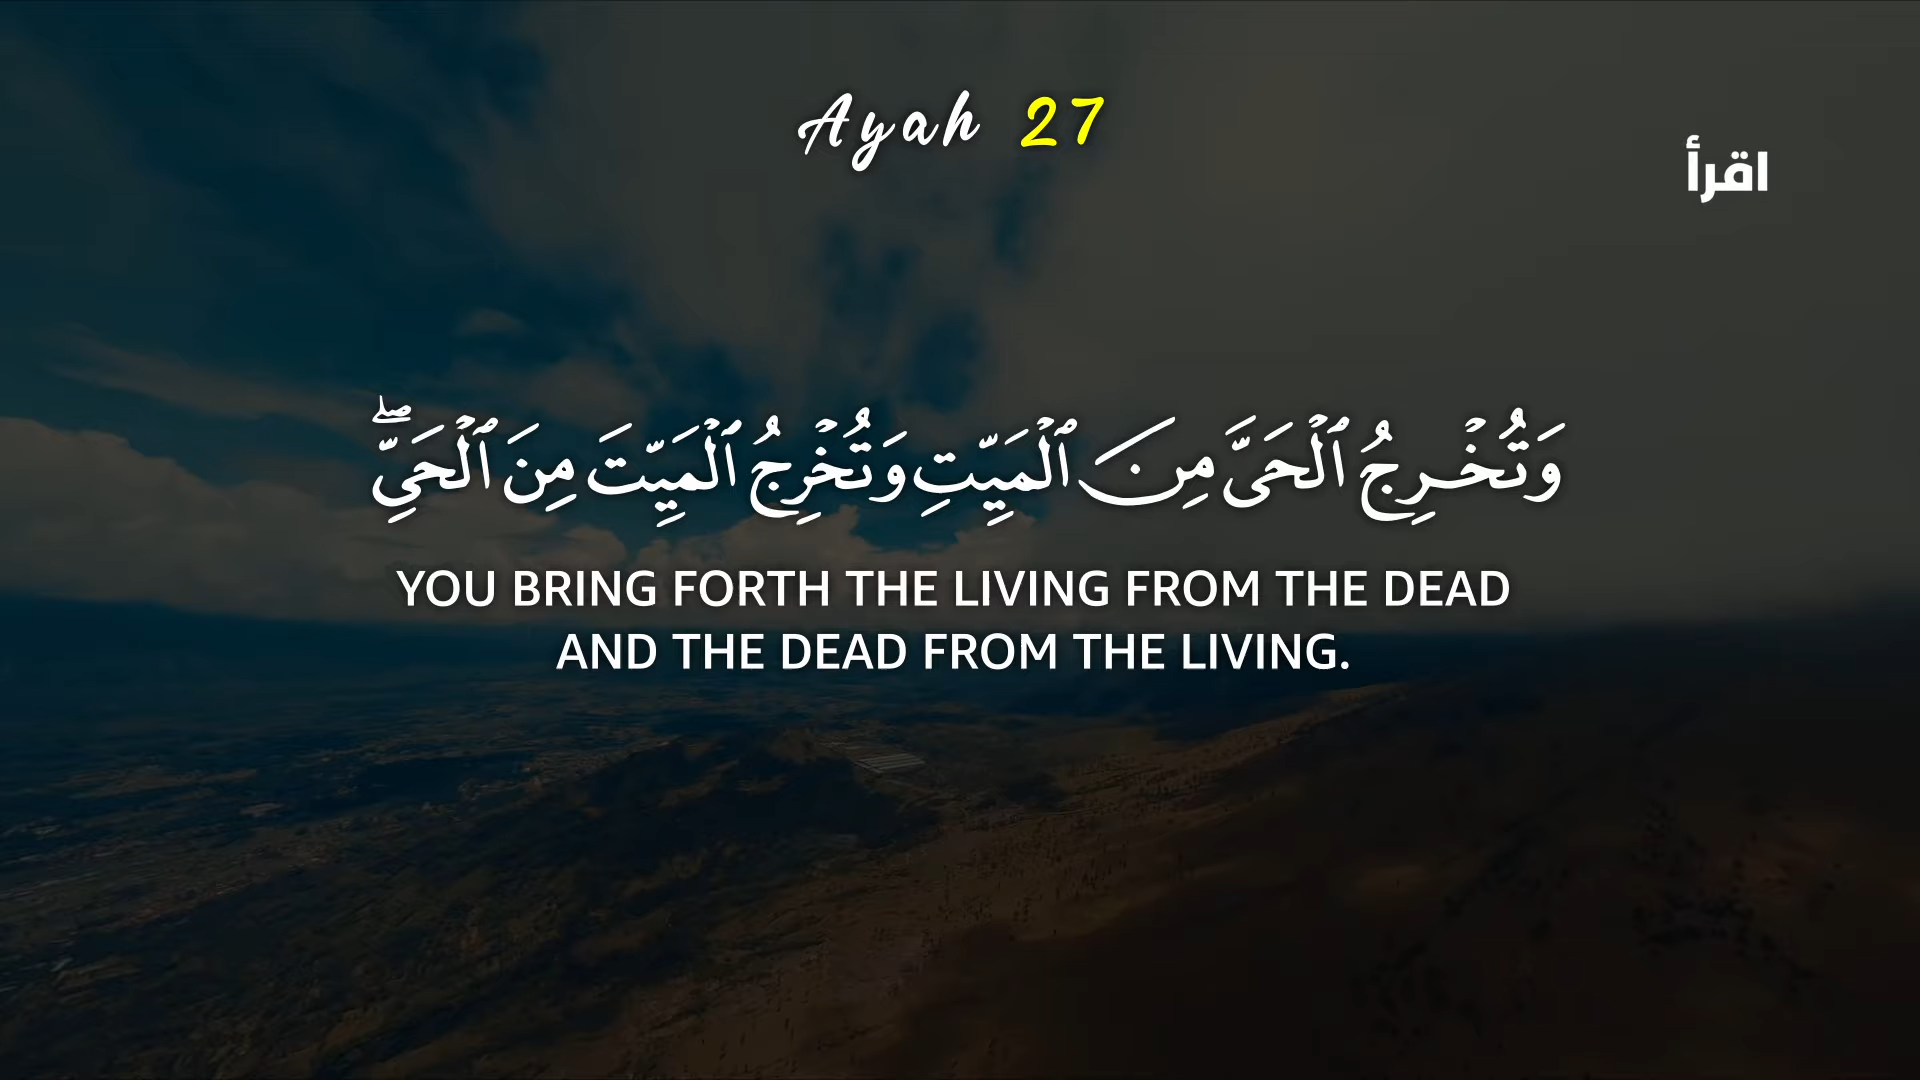 Ayah 27
اقرأ
وَتُخْرِجُ ٱلْحَىَّ مِنَ ٱلْمَيِّتِ وَتُخْرِجُ ٱلْمَيِّتَ مِنَ ٱلْحَيِّ ۖ
YOU BRING FORTH THE LIVING FROM THE DEAD
AND THE DEAD FROM THE LIVING.